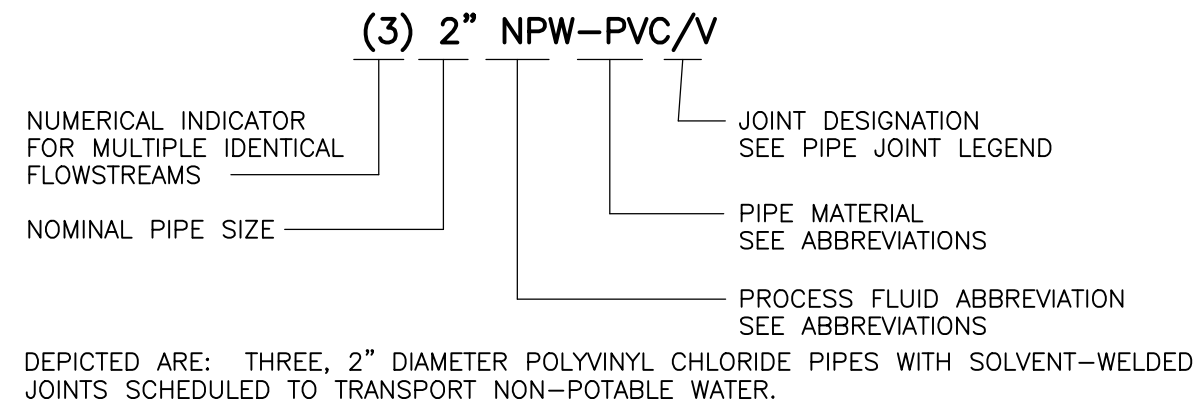 (3) 2" NPW-PVC/V
NUMERICAL INDICATOR
FOR MULTIPLE IDENTICAL
FLOWSTREAMS
NOMINAL PIPE SIZE
JOINT DESIGNATION
SEE PIPE JOINT LEGEND
PIPE MATERIAL
SEE ABBREVIATIONS
PROCESS FLUID ABBREVIATION
SEE ABBREVIATIONS
DEPICTED ARE: THREE, 2" DIAMETER POLYVINYL CHLORIDE PIPES WITH SOLVENT-WELDED
JOINTS SCHEDULED TO TRANSPORT NON-POTABLE WATER.